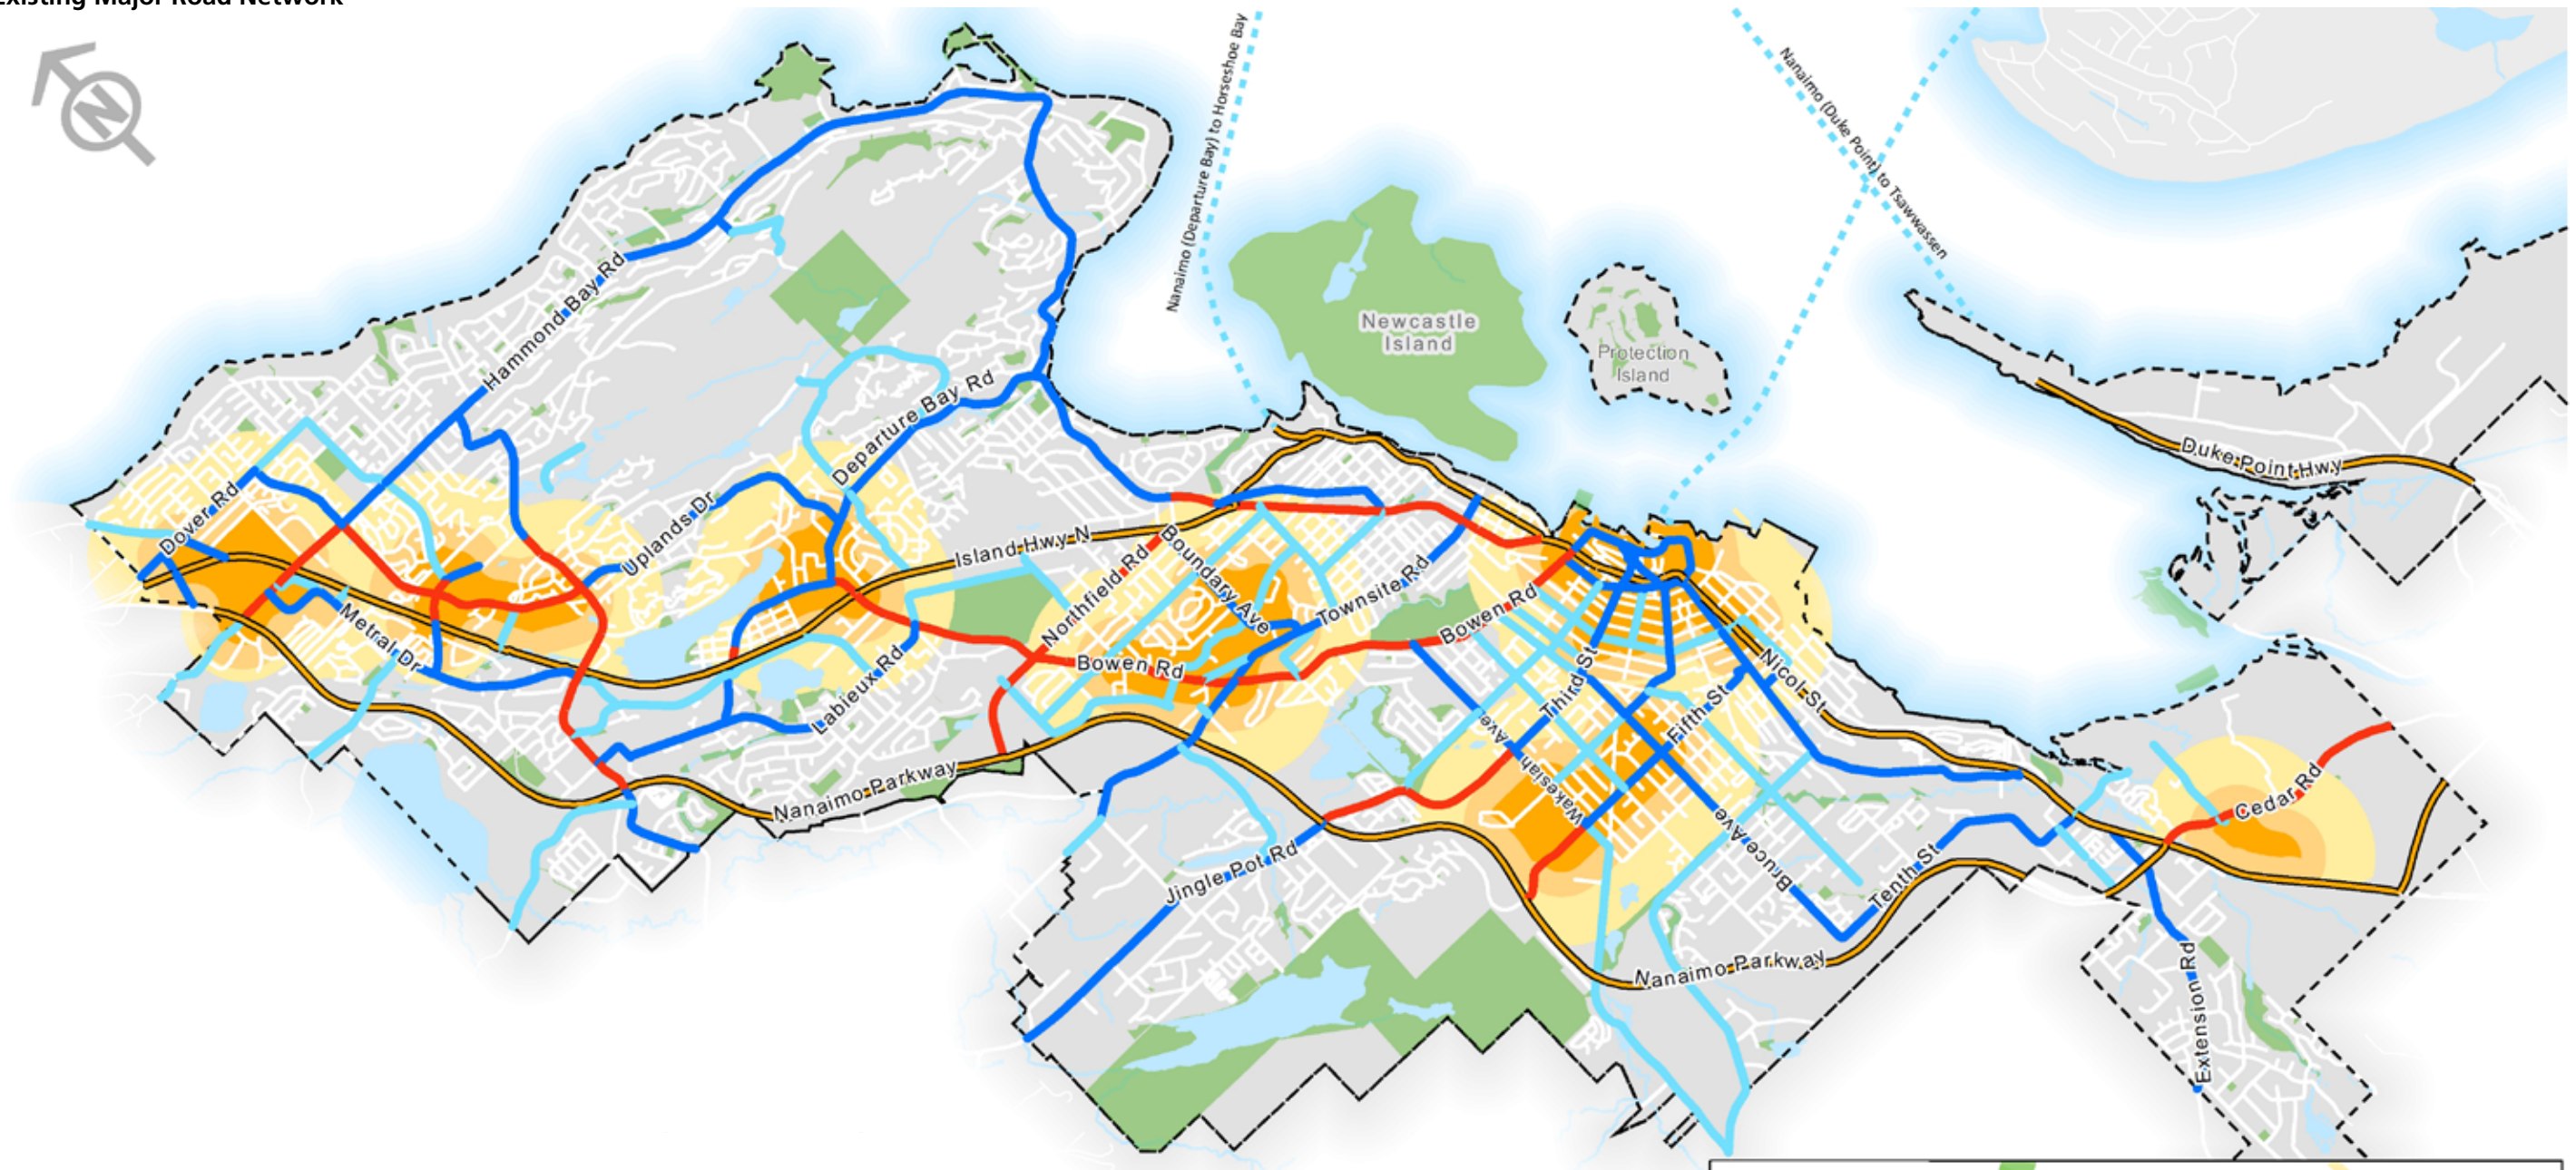 Existing Major Road Network
N
Nanaimo (Departure Bay) to Horseshoe Bay
Nanaimo (Duke Point) to Tsawwassen
Hammond Bay Rd
Newcastle
Island
Protection
Island
Departure Bay Rd
Duke Point Hwy
Dover Rd
Uplands Dr
Island Hwy N
Boundary Ave
Northfield Rd
Townsite Rd
Bowen Rd
Metral Dr
Bowen Rd
Labieux Rd
Third St
Fifth St
Nicol St
Wakesiah Ave
Nanaimo Parkway
Cedar Rd
Bruce Ave
Jingle Pot Rd
Tenth St
Nanaimo Parkway
Extension Rd